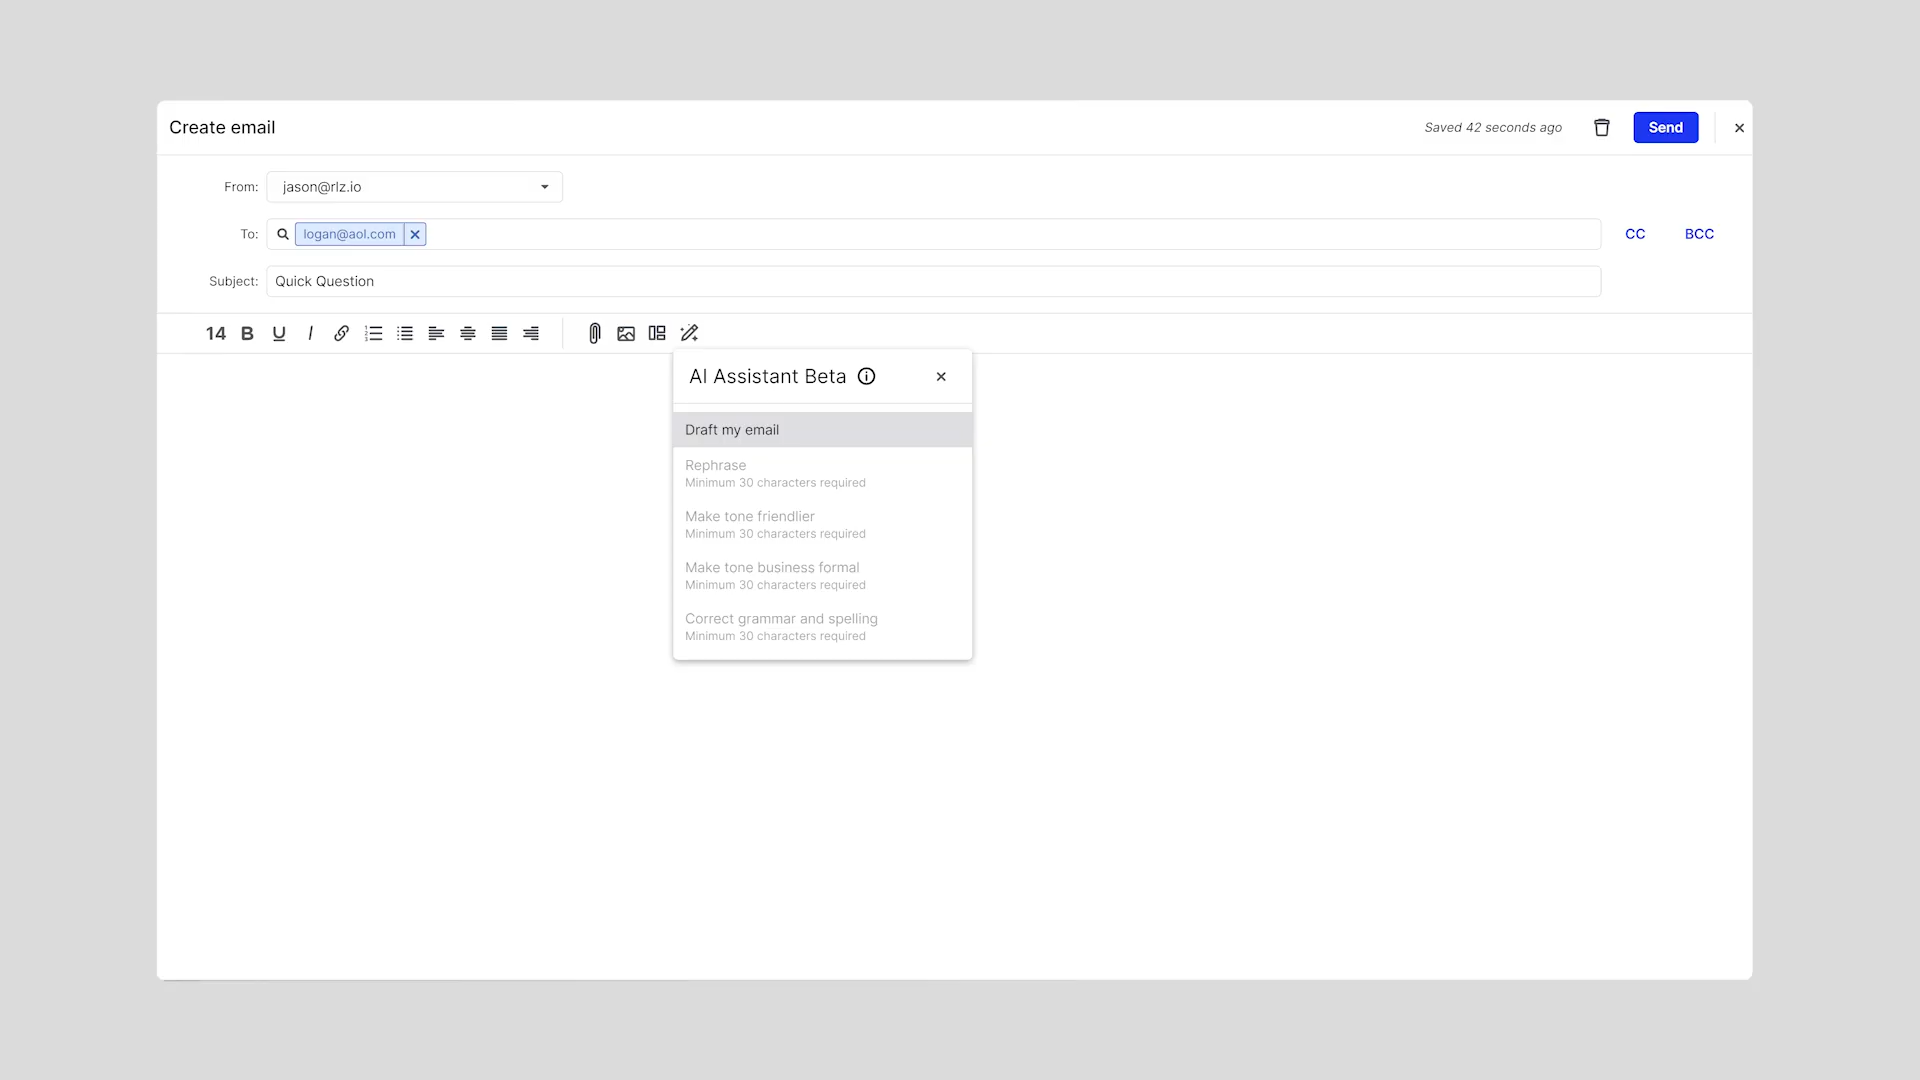 Create email
Saved 42 seconds ago
Send
From: jason@rlz.io
To: logan@aol.com
CC BCC
Subject: Quick Question
14 B U I
AI Assistant Beta
Draft my email
Rephrase
Minimum 30 characters required
Make tone friendlier
Minimum 30 characters required
Make tone business formal
Minimum 30 characters required
Correct grammar and spelling
Minimum 30 characters required